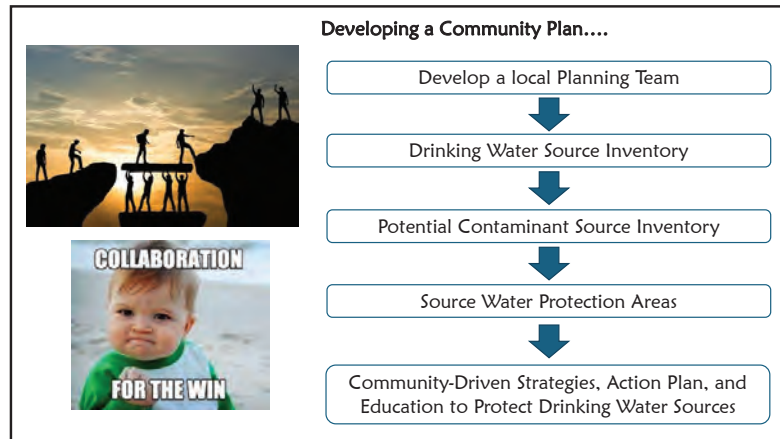 Developing a Community Plan....
Develop a local Planning Team
Drinking Water Source Inventory
Potential Contaminant Source Inventory
Source Water Protection Areas
Community-Driven Strategies, Action Plan, and
Education to Protect Drinking Water Sources
COLLABORATION
FOR THE WIN